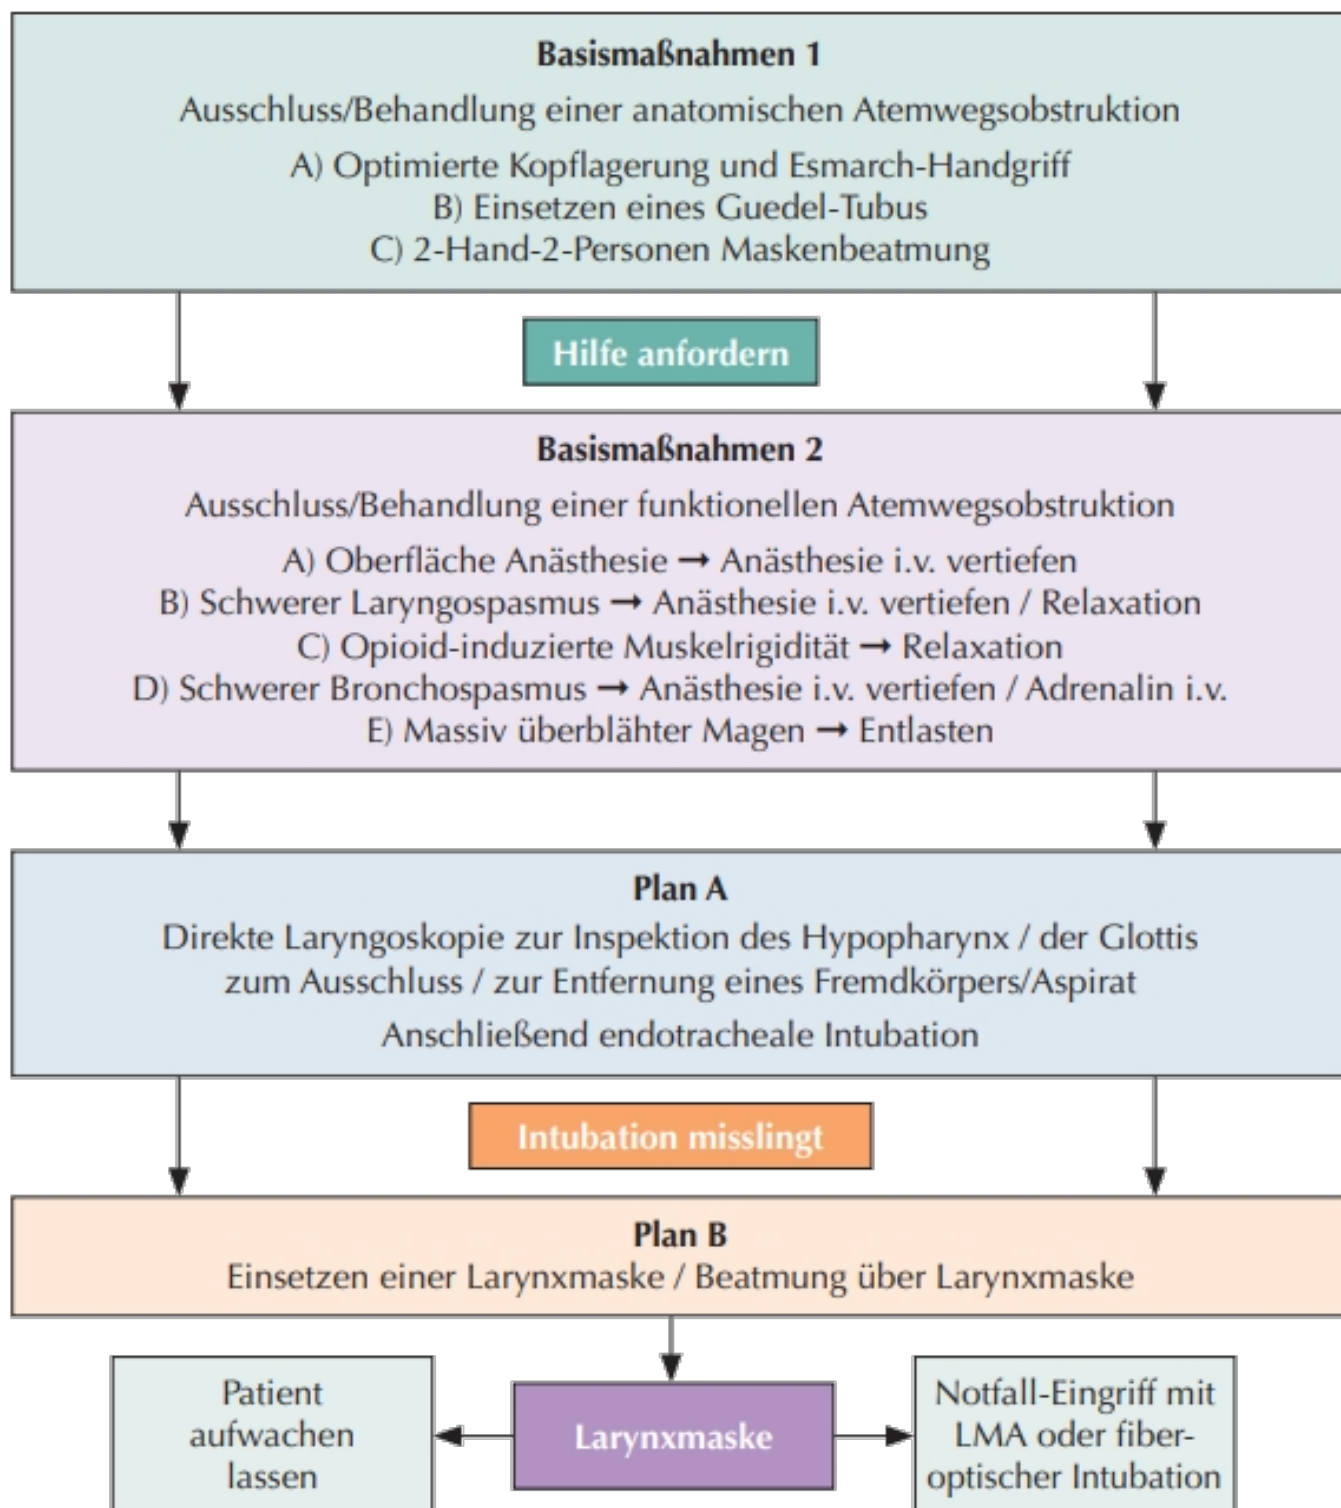 Basismaßnahmen 1
Ausschluss/Behandlung einer anatomischen Atemwegsobstruktion
A) Optimierte Kopflagerung und Esmarch-Handgriff
B) Einsetzen eines Guedel-Tubus
C) 2-Hand-2-Personen Maskenbeatmung
Hilfe anfordern
Basismaßnahmen 2
Ausschluss/Behandlung einer funktionellen Atemwegsobstruktion
A) Oberfläche Anästhesie → Anästhesie i.v. vertiefen
B) Schwerer Laryngospasmus → Anästhesie i.v. vertiefen / Relaxation
C) Opioid-induzierte Muskelrigidität → Relaxation
D) Schwerer Bronchospasmus → Anästhesie i.v. vertiefen / Adrenalin i.v.
E) Massiv überblähter Magen → Entlasten
Plan A
Direkte Laryngoskopie zur Inspektion des Hypopharynx / der Glottis
zum Ausschluss / zur Entfernung eines Fremdkörpers/Aspirat
Anschließend endotracheale Intubation
Intubation misslingt
Plan B
Einsetzen einer Larynxmaske / Beatmung über Larynxmaske
Patient
aufwachen
lassen
Larynxmaske
Notfall-Eingriff mit
LMA oder fiber-
optischer Intubation